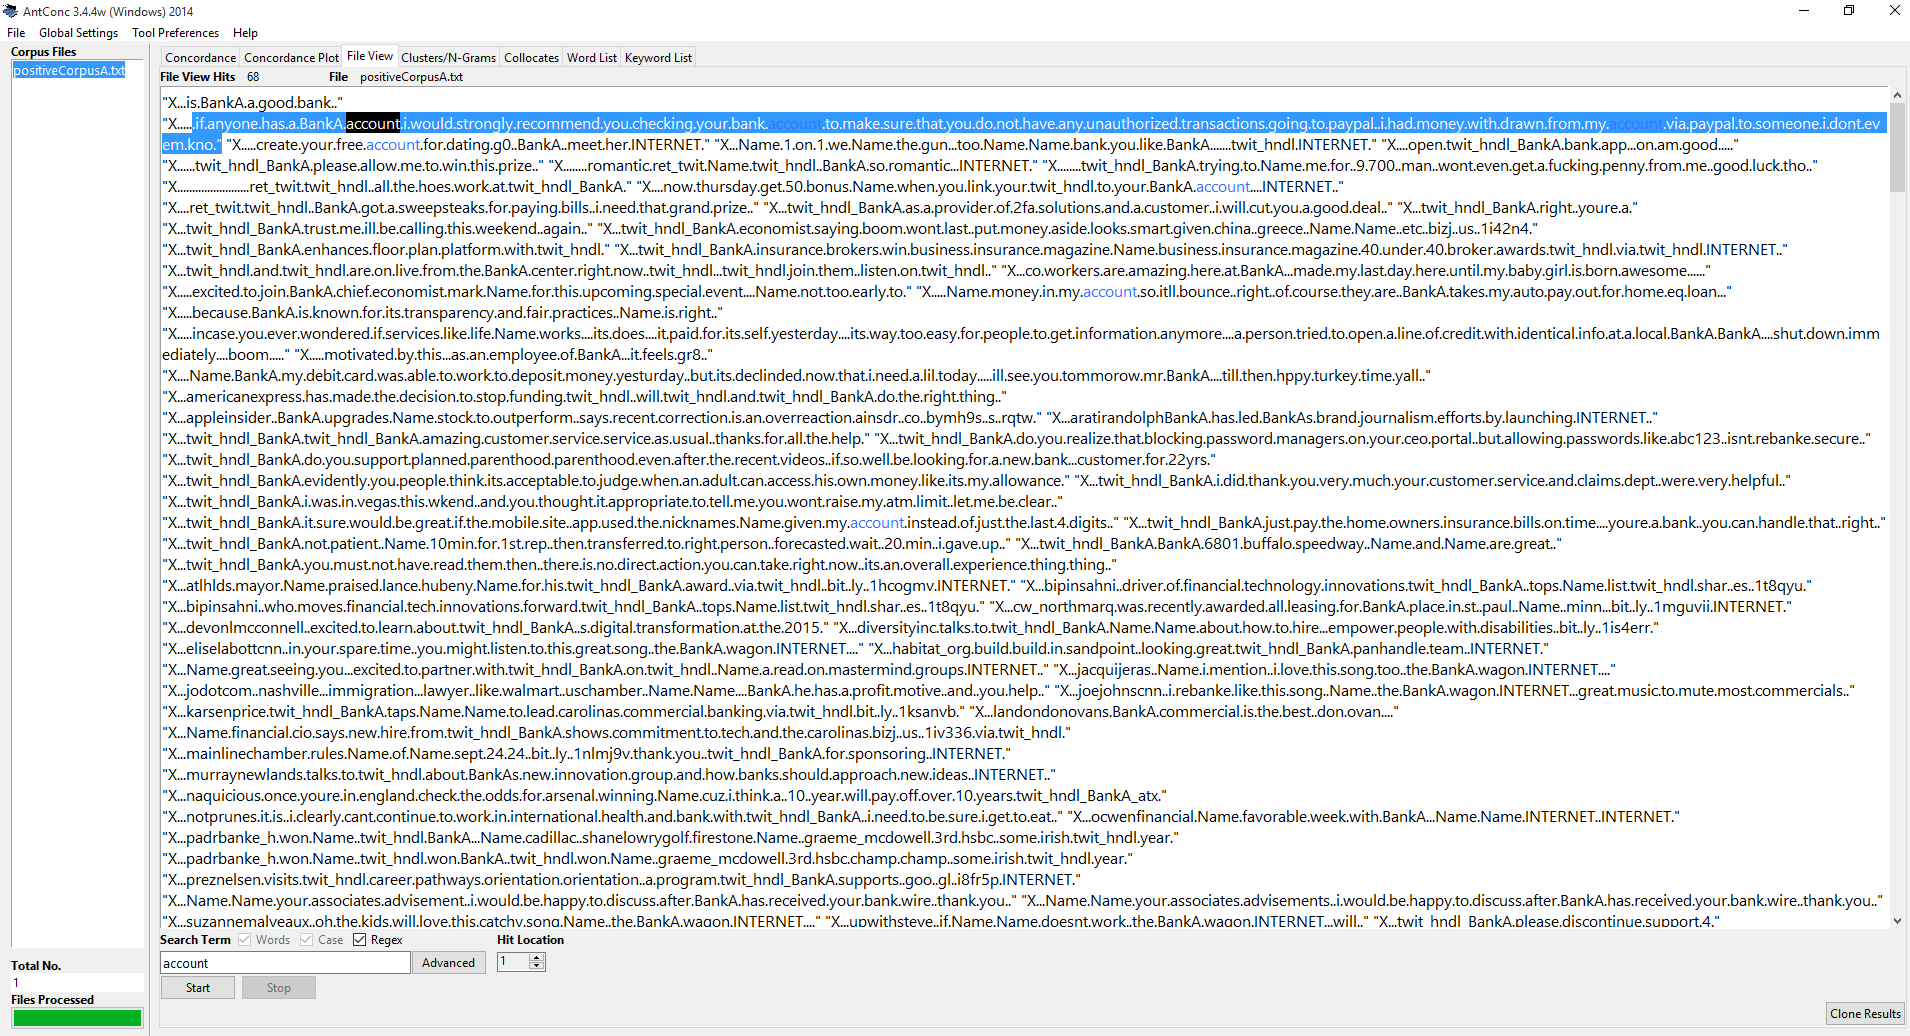 AntConc 3.4.4w (Windows) 2014
File Global Settings Tool Preferences Help
Corpus Files
positiveCorpusA.txt
Concordance Concordance Plot File View Clusters/N-Grams Collocates Word List Keyword List
File View Hits 68 File positiveCorpusA.txt
"X...is.BankA.a.good.bank.."
"X.....if.anyone.has.a.BankA.account.i.would.strongly.recommend.you.checking.your.bank.account.to.make.sure.that.you.do.not.have.any.unauthorized.transactions.going.to.paypal..i.had.money.with.drawn.from.my.account.via.paypal.to.someone.i.dont.ev
em.kno." "X.....create.your.free.account.for.dating.g0..BankA..meet.her.INTERNET." "X...Name.1.on.1.we.Name.the.gun...too.Name.Name.bank.you.like.BankA.......twit_hndl.INTERNET." "X....open.twit_hndl_BankA.bank.app...on.am.good....."
"X......twit_hndl_BankA.please.allow.me.to.win.this.prize.." "X........romantic.ret_twit.Name.twit_hndl_BankA.so.romantic...INTERNET." "X........twit_hndl_BankA.trying.to.Name.me.for..9.700..man..wont.even.get.a.fucking.penny.from.me..good.luck.tho.."
"X........................ret_twit.twit_hndl..all.the.hoes.work.at.twit_hndl_BankA." "X....now.thursday.get.50.bonus.Name.when.you.link.your.twit_hndl.to.your.BankA.account....INTERNET.."
"X....ret_twit.twit_hndl_BankA.got.a.sweepsteaks.for.paying.bills..i.need.that.grand.prize.." "X...twit_hndl_BankA.as.a.provider.of.2fa.solutions.and.a.customer..i.will.cut.you.a.good.deal.." "X...twit_hndl_BankA.right..youre.a."
"X...twit_hndl_BankA.trust.me.ill.be.calling.this.weekend..again.." "X...twit_hndl_BankA.economist.saying.boom.wont.last..put.money.aside.looks.smart.given.china..greece..Name.Name..etc..bizj..us..1i42n4."
"X...twit_hndl_BankA.enhances.floor.plan.platform.with.twit_hndl." "X...twit_hndl_BankA.insurance.brokers.win.business.insurance.magazine.Name.business.insurance.magazine.40.under.40.broker.awards.twit_hndl.via.twit_hndl.INTERNET.."
"X...twit_hndl.and.twit_hndl.are.on.live.from.the.BankA.center.right.now..twit_hndl...twit_hndl.join.them..listen.on.twit_hndl.." "X...co.workers.are.amazing.here.at.BankA...made.my.last.day.here.until.my.baby.girl.is.born.awesome......"
"X.....excited.to.join.BankA.chief.economist.mark.Name.for.this.upcoming.special.event....Name.not.too.early.to." "X.....Name.money.in.my.account.so.itll.bounce..right..of.course.they.are..BankA.takes.my.auto.pay.out.for.home.eq.loan..."
"X.....because.BankA.is.known.for.its.transparency.and.fair.practices..Name.is.right.."
"X.....incase.you.ever.wondered.if.services.like.life.Name.works....its.does....it.paid.for.its.self.yesterday....its.way.too.easy.for.people.to.get.information.anymore....a.person.tried.to.open.a.line.of.credit.with.identical.info.at.a.local.BankA.BankA....shut.down.imm
ediately....boom....." "X.....motivated.by.this...as.an.employee.of.BankA...it.feels.gr8.."
"X....Name.BankA.my.debit.card.was.able.to.work.to.deposit.money.yesturday..but.its.declinded.now.that.i.need.a.lil.today.....ill.see.you.tommorow.mr.BankA....till.then.hppy.turkey.time.yall.."
"X...americanexpress.has.made.the.decision.to.stop.funding.twit_hndl..will.twit_hndl.and.twit_hndl_BankA.do.the.right.thing.."
"X...appleinsider..BankA.upgrades.Name.stock.to.outperform..says.recent.correction.is.an.overreaction.ainsdr..co..bymh9s..s..rqtw." "X...aratirandolphBankA.has.led.BankAs.brand.journalism.efforts.by.launching.INTERNET.."
"X...twit_hndl_BankA.twit_hndl_BankA.amazing.customer.service.service.as.usual..thanks.for.all.the.help." "X...twit_hndl_BankA.do.you.realize.that.blocking.password.managers.on.your.ceo.portal..but.allowing.passwords.like.abc123..isnt.rebanke.secure.."
"X...twit_hndl_BankA.do.you.support.planned.parenthood.parenthood.even.after.the.recent.videos..if.so.well.be.looking.for.a.new.bank...customer.for.22yrs."
"X...twit_hndl_BankA.evidently.you.people.think.its.acceptable.to.judge.when.an.adult.can.access.his.own.money.like.its.my.allowance." "X...twit_hndl_BankA.i.did.thank.you.very.much.your.customer.service.and.claims.dept..were.very.helpful.."
"X...twit_hndl_BankA.i.was.in.vegas.this.wkend..and.you.thought.it.appropriate.to.tell.me.you.wont.raise.my.atm.limit..let.me.be.clear.."
"X...twit_hndl_BankA.it.sure.would.be.great.if.the.mobile.site..app.used.the.nicknames.Name.given.my.account.instead.of.just.the.last.4.digits.." "X...twit_hndl_BankA.just.pay.the.home.owners.insurance.bills.on.time....youre.a.bank..you.can.handle.that..right.."
"X...twit_hndl_BankA.not.patient..Name.10min.for.1st.rep..then.transferred.to.right.person..forecasted.wait..20.min..i.gave.up.." "X...twit_hndl_BankA.BankA.6801.buffalo.speedway..Name.and.Name.are.great.."
"X...twit_hndl_BankA.you.must.not.have.read.them.then..there.is.no.direct.action.you.can.take.right.now..its.an.overall.experience.thing.thing.."
"X...atlhlds.mayor.Name.praised.lance.hubeny.Name.for.his.twit_hndl_BankA.award..via.twit_hndl..bit..ly..1hcogmv.INTERNET." "X...bipinsahni..driver.of.financial.technology.innovations.twit_hndl_BankA..tops.Name.list.twit_hndl.shar..es..1t8qyu."
"X...bipinsahni..who.moves.financial.tech.innovations.forward.twit_hndl_BankA..tops.Name.list.twit_hndl.shar..es..1t8qyu." "X...cw_northmarq.was.recently.awarded.all.leasing.for.BankA.place.in.st..paul..Name..minn...bit..ly..1mguvii.INTERNET."
"X...devonlmcconnell..excited.to.learn.about.twit_hndl_BankA..s.digital.transformation.at.the.2015." "X...diversityinc.talks.to.twit_hndl_BankA.Name.Name.about.how.to.hire...empower.people.with.disabilities..bit..ly..1is4err."
"X...eliselabottcnn..in.your.spare.time..you.might.listen.to.this.great.song..the.BankA.wagon.INTERNET...." "X...habitat_org.build.build.in.sandpoint..looking.great.twit_hndl_BankA.panhandle.team..INTERNET."
"X...Name.great.seeing.you...excited.to.partner.with.twit_hndl_BankA.on.twit_hndl..Name.a.read.on.mastermind.groups.INTERNET.." "X...jacquijeras..Name.i.mention..i.love.this.song.too..the.BankA.wagon.INTERNET...."
"X...jodotcom..nashville...immigration...lawyer..like.walmart..uschamber..Name.Name....BankA.he.has.a.profit.motive..and..you.help.." "X...joejohnscnn..i.rebanke.like.this.song..Name..the.BankA.wagon.INTERNET...great.music.to.mute.most.commercials.."
"X...karsenprice.twit_hndl_BankA.taps.Name.Name.to.lead.carolinas.commercial.banking.via.twit_hndl.bit..ly..1ksanvb." "X...landondonovans.BankA.commercial.is.the.best..don.ovan...."
"X...Name.financial.cio.says.new.hire.from.twit_hndl_BankA.shows.commitment.to.tech.and.the.carolinas.bizj..us..1iv336.via.twit_hndl."
"X...mainlinechamber.rules.Name.of.Name.sept.24.24..bit..ly..1nlmj9v.thank.you..twit_hndl_BankA.for.sponsoring..INTERNET."
"X...murraynewlands.talks.to.twit_hndl.about.BankAs.new.innovation.group.and.how.banks.should.approach.new.ideas..INTERNET.."
"X...naquicious.once.youre.in.england.check.the.odds.for.arsenal.winning.Name.cuz.i.think.a..10..year.will.pay.off.over.10.years.twit_hndl_BankA_atx."
"X...notprunes.it.is..i.clearly.cant.continue.to.work.in.international.health.and.bank.with.twit_hndl_BankA..i.need.to.be.sure.i.get.to.eat.." "X...ocwenfinancial.Name.favorable.week.with.BankA...Name.Name.INTERNET..INTERNET."
"X...padrbanke_h.won.Name..twit_hndl.BankA...Name.cadillac..shanelowrygolf.firestone.Name..graeme_mcdowell.3rd.hsbc..some.irish.twit_hndl.year."
"X...padrbanke_h.won.Name..twit_hndl.won.BankA..twit_hndl.won.Name..graeme_mcdowell.3rd.hsbc.champ.champ..some.irish.twit_hndl.year."
"X...preznelsen.visits.twit_hndl.career.pathways.orientation.orientation..a.program.twit_hndl_BankA.supports..goo..gl..i8fr5p.INTERNET."
"X...Name.Name.your.associates.advisement..i.would.be.happy.to.discuss.after.BankA.has.received.your.bank.wire..thank.you.." "X...Name.Name.your.associates.advisements..i.would.be.happy.to.discuss.after.BankA.has.received.your.bank.wire..thank.you.."
"X...suzannemalveaux..oh.the.kids.will.love.this.catchy.song.Name..the.BankA.wagon.INTERNET...." "X...upwithsteve..if.Name.Name.doesnt.work..the.BankA.wagon.INTERNET...will.." "X...twit_hndl_BankA.please.discontinue.support.4."
Search Term Words Case Regex Hit Location
account Advanced 1
Start Stop
Total No.
1
Files Processed
Clone Results